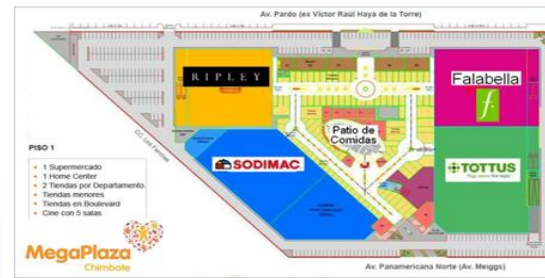 Av. Pardo (ex Víctor Raúl Haya de la Torre)
RIPLEY
Falabella
f.
Patio de
Comidas
SODIMAC
TOTTUS
CC. Los Ferroles
PISO 1
• 1 Supermercado
• 1 Home Center
• 2 Tiendas por Departamento.
• Tiendas menores
• Tiendas en Boulevard
• Cine con 5 salas
MegaPlaza
Chimbote
Av. Panamericana Norte (Av. Meiggs)